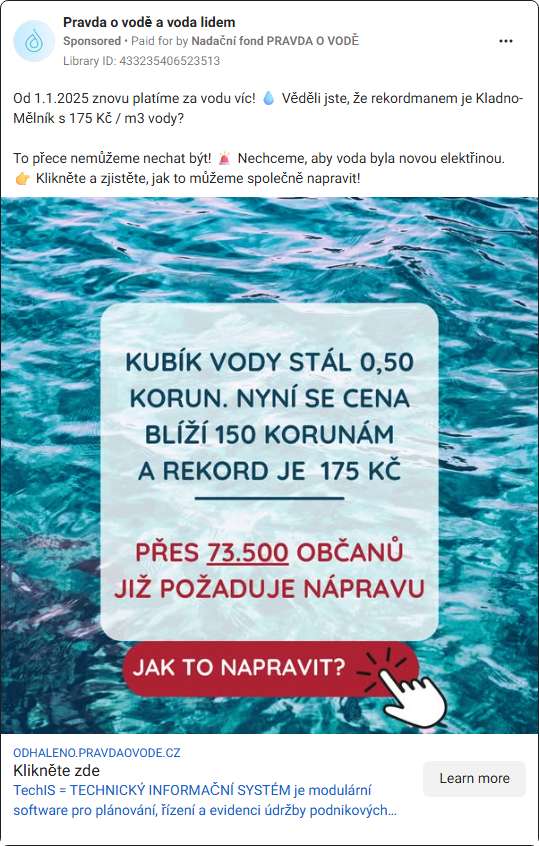 Pravda o vodě a voda lidem
Sponsored • Paid for by Nadační fond PRAVDA O VODĚ
Library ID: 433235406523513
Od 1.1.2025 znovu platíme za vodu víc! 💧 Věděli jste, že rekordmanem je Kladno-
Mělník s 175 Kč / m3 vody?
To přece nemůžeme nechat být! 🚨 Nechceme, aby voda byla novou elektřinou.
👉 Klikněte a zjistěte, jak to můžeme společně napravit!
KUBÍK VODY STÁL 0,50
KORUN. NYNÍ SE CENA
BLÍŽÍ 150 KORUNÁM
A REKORD JE 175 KČ
PŘES 73.500 OBČANŮ
JIŽ POŽADUJE NÁPRAVU
JAK TO NAPRAVIT?
ODHALENO.PRAVDAOVODE.CZ
Klikněte zde
TechIS = TECHNICKÝ INFORMAČNÍ SYSTÉM je modulární
software pro plánování, řízení a evidenci údržby podnikových...
Learn more